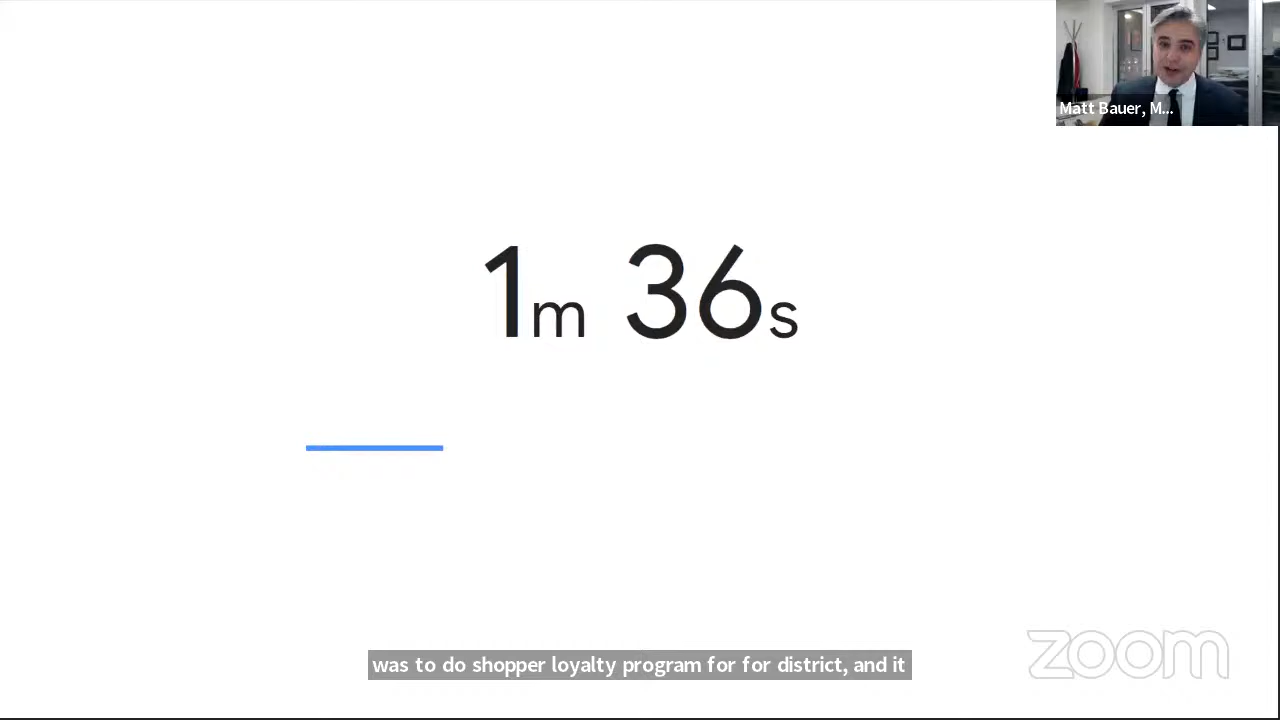 Matt Bauer, M...
1m 36s
was to do shopper loyalty program for for district, and it
zoom